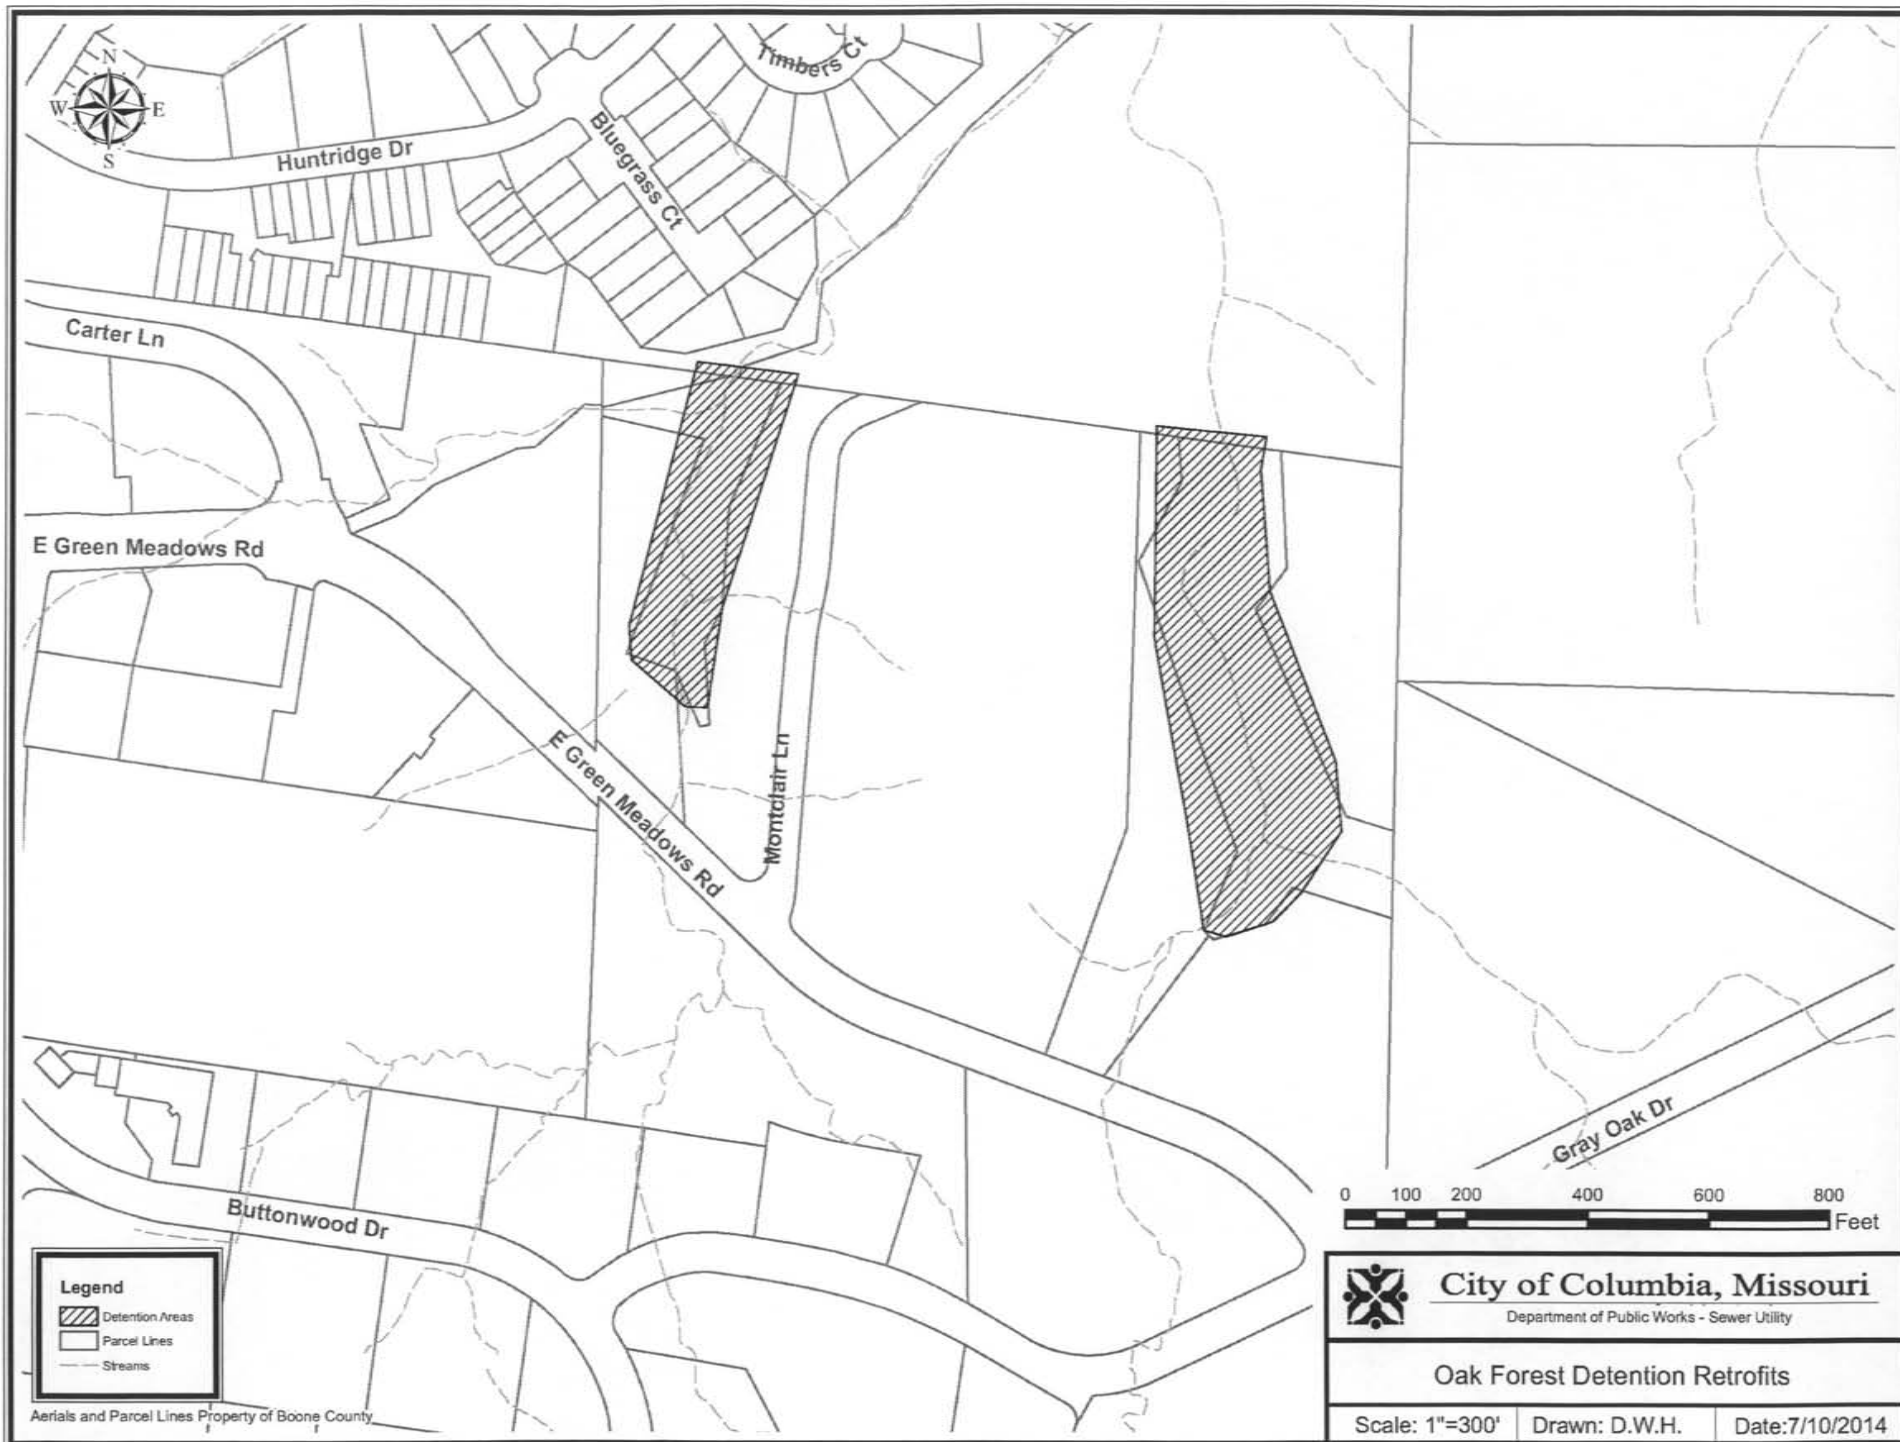 Timbers Ct
N
W E
S
Huntridge Dr
Bluegrass Ct
Carter Ln
E Green Meadows Rd
E Green Meadows Rd
Montclair Ln
Gray Oak Dr
Buttonwood Dr
0 100 200 400 600 800
Feet
Legend
Detention Areas
Parcel Lines
Streams
Aerials and Parcel Lines Property of Boone County
City of Columbia, Missouri
Department of Public Works - Sewer Utility
Oak Forest Detention Retrofits
Scale: 1"=300' Drawn: D.W.H. Date:7/10/2014